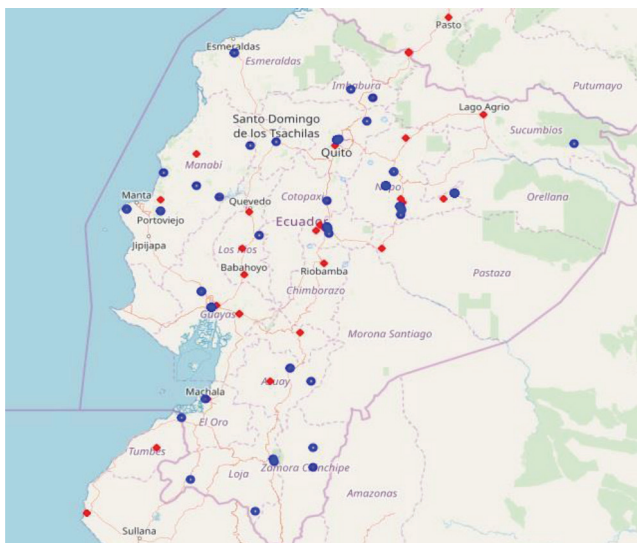 Pasto
Esmeraldas
Esmeraldas
Imbabura
Putumayo
Lago Agrio
Santo Domingo
de los Tsachilas
Sucumbíos
Quito
Manabí
Napo
Manta
Quevedo
Cotopaxi
Orellana
Portoviejo
Ecuador
Jipijapa
Los Ríos
Babahoyo
Riobamba
Pastaza
Chimborazo
Guayas
Morona Santiago
Azuay
Machala
El Oro
Tumbes
Loja
Zamora Chinchipe
Amazonas
Sullana